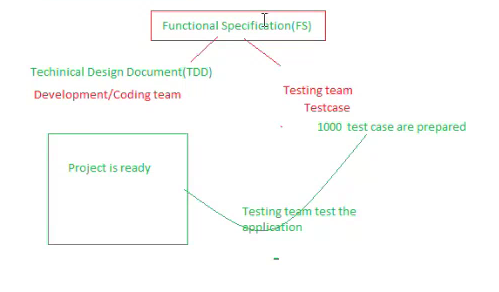 Functional Specification(FS)
Techinical Design Document(TDD)
Development/Coding team
Testing team
Testcase
1000 test case are prepared
Project is ready
Testing team test the
application